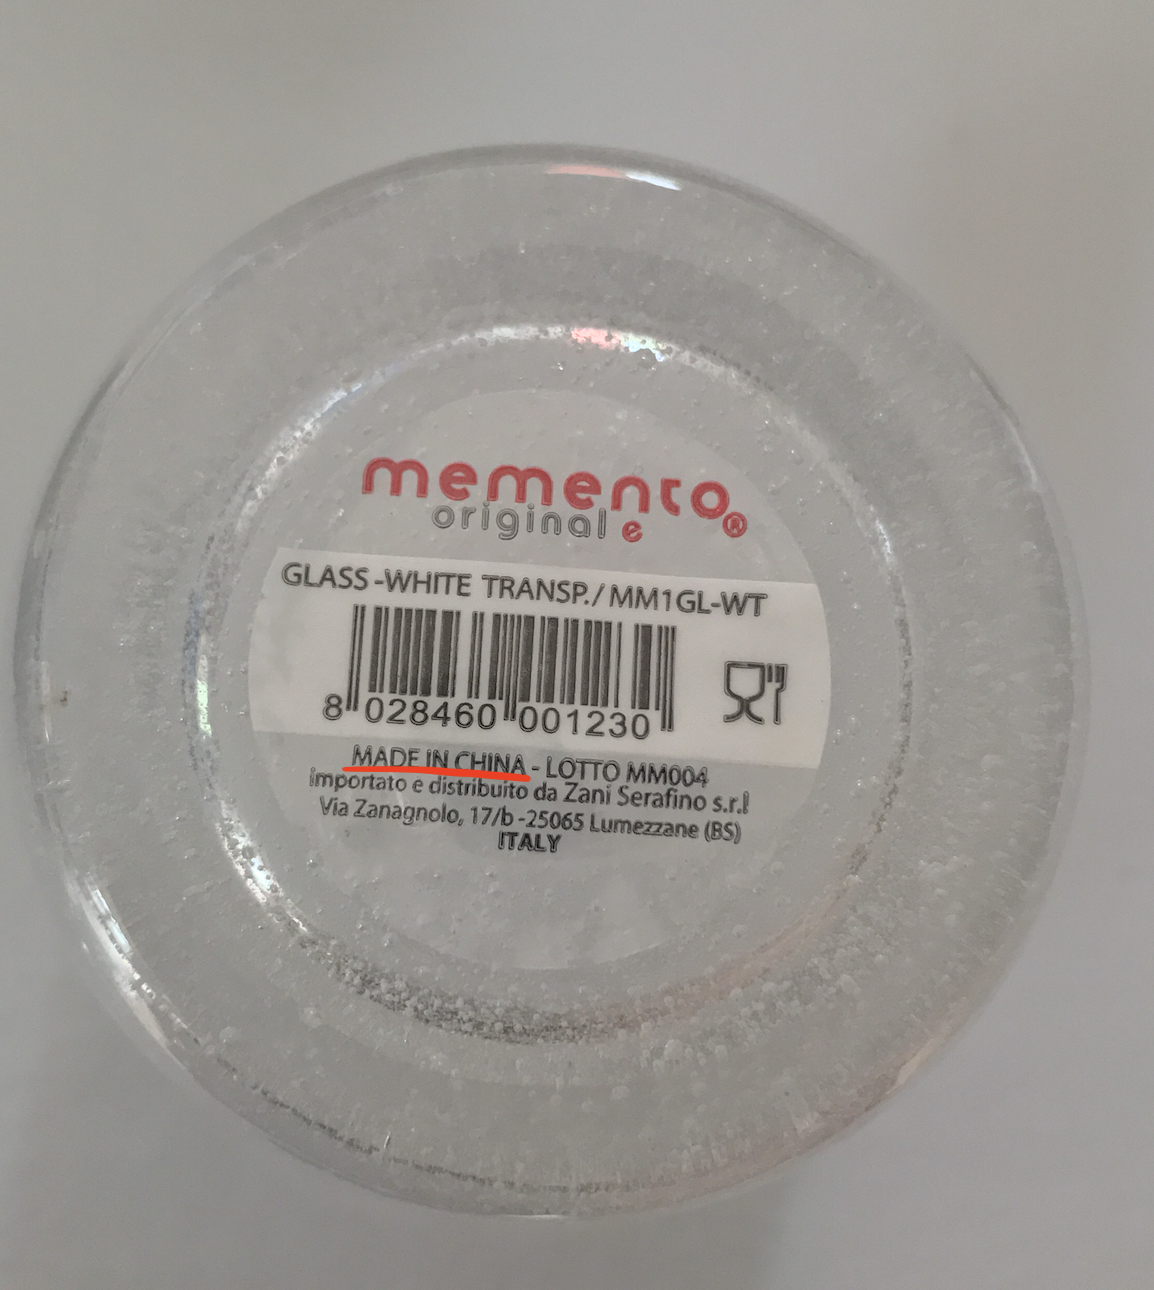 memento®
originale
GLASS -WHITE TRANSP./ MM1GL-WT
8 028460 001230
MADE IN CHINA - LOTTO MM004
importato e distribuito da Zani Serafino s.r.l
Via Zanagnolo, 17/b -25065 Lumezzane (BS)
ITALY